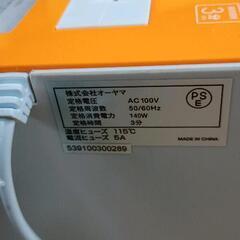 株式会社オーヤマ
定格電圧 AC100V
定格周波数 50/60Hz
定格消費電力 140W
定格時間 3分
温度ヒューズ 115℃
電流ヒューズ 5A
PSE
MADE IN CHINA
539100300289